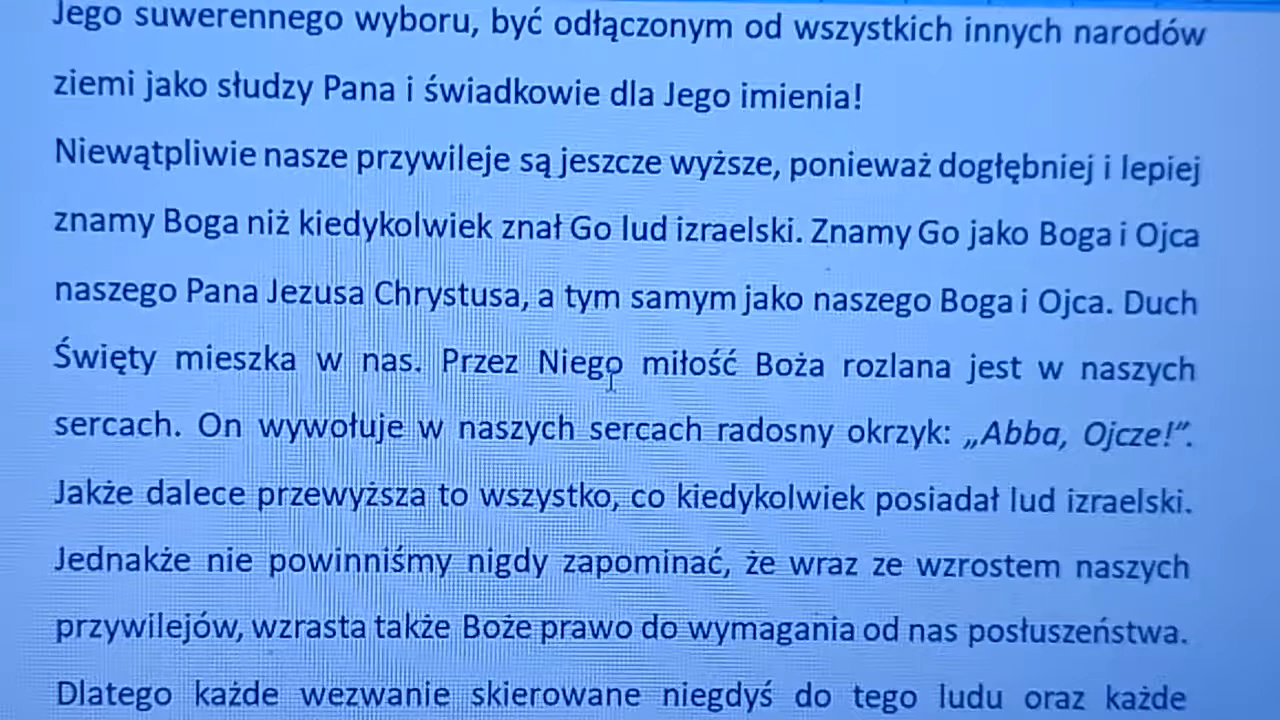 Jego suwerennego wyboru, być odłączonym od wszystkich innych narodów
ziemi jako słudzy Pana i świadkowie dla Jego imienia!
Niewątpliwie nasze przywileje są jeszcze wyższe, ponieważ dogłębniej i lepiej
znamy Boga niż kiedykolwiek znał Go lud izraelski. Znamy Go jako Boga i Ojca
naszego Pana Jezusa Chrystusa, a tym samym jako naszego Boga i Ojca. Duch
Święty mieszka w nas. Przez Niego miłość Boża rozlana jest w naszych
sercach. On wywołuje w naszych sercach radosny okrzyk: „Abba, Ojcze!”.
Jakże dalece przewyższa to wszystko, co kiedykolwiek posiadał lud izraelski.
Jednakże nie powinniśmy nigdy zapominać, że wraz ze wzrostem naszych
przywilejów, wzrasta także Boże prawo do wymagania od nas posłuszeństwa.
Dlatego każde wezwanie skierowane niegdyś do tego ludu oraz każde